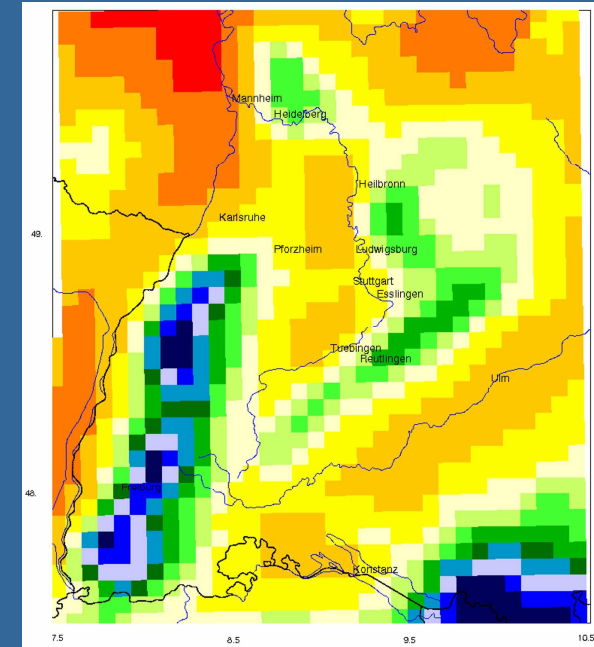 Mannheim
Heidelberg
Heilbronn
Karlsruhe
49.
Pforzheim
Ludwigsburg
Stuttgart
Esslingen
Tuebingen
Reutlingen
Ulm
Freiburg
48.
Konstanz
7.5 8.5 9.5 10.5